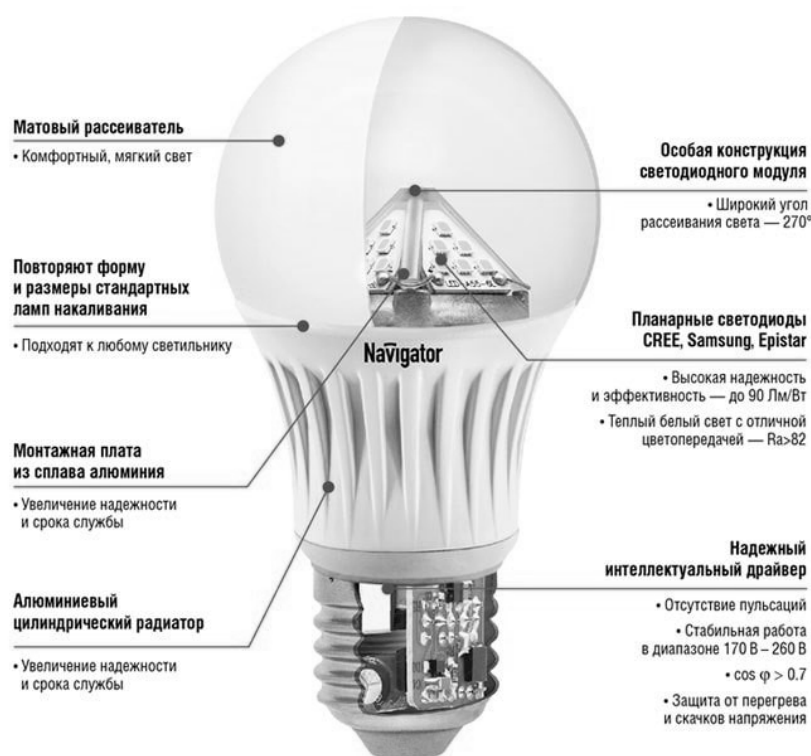 Матовый рассеиватель
• Комфортный, мягкий свет
Повторяют форму
и размеры стандартных
ламп накаливания
• Подходят к любому светильнику
Монтажная плата
из сплава алюминия
• Увеличение надежности
и срока службы
Алюминиевый
цилиндрический радиатор
• Увеличение надежности
и срока службы
Navigator
Особая конструкция
светодиодного модуля
• Широкий угол
рассеивания света — 270°
Планарные светодиоды
CREE, Samsung, Epistar
• Высокая надежность
и эффективность — до 90 Лм/Вт
• Теплый белый свет с отличной
цветопередачей — Ra>82
Надежный
интеллектуальный драйвер
• Отсутствие пульсаций
• Стабильная работа
в диапазоне 170 В – 260 В
• cos φ > 0.7
• Защита от перегрева
и скачков напряжения